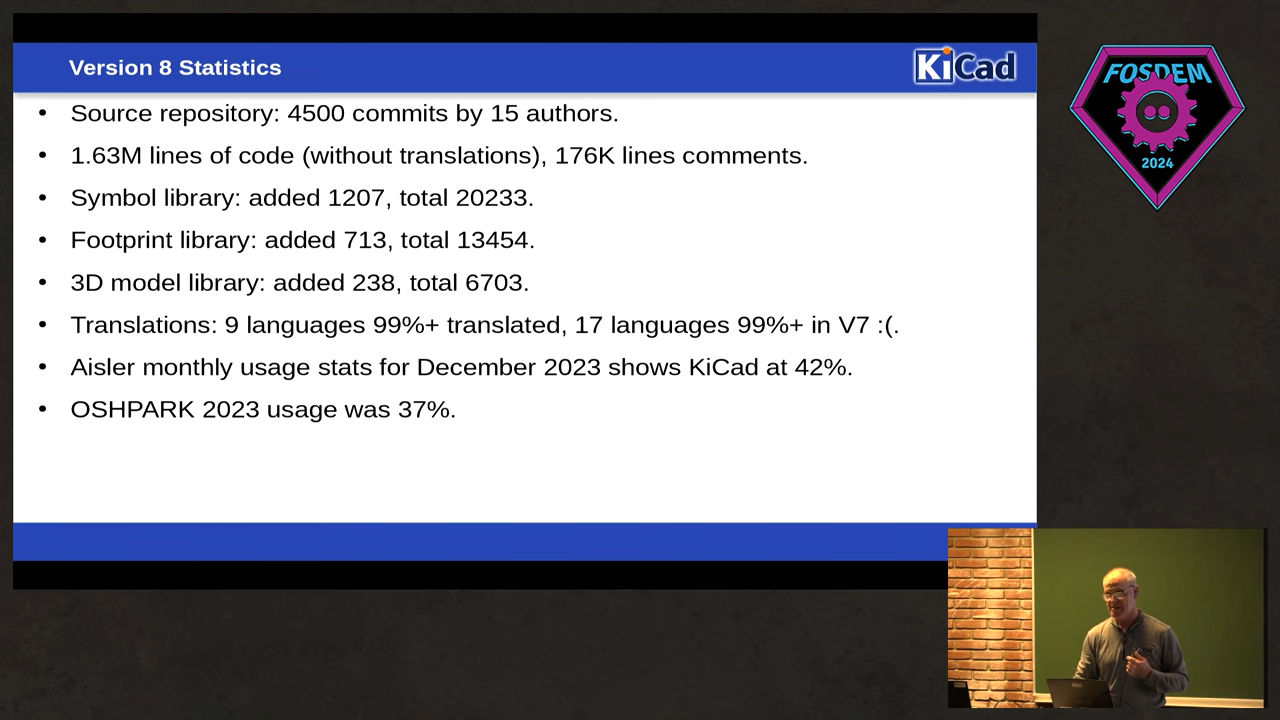 Version 8 Statistics
KiCad
Source repository: 4500 commits by 15 authors.
1.63M lines of code (without translations), 176K lines comments.
Symbol library: added 1207, total 20233.
Footprint library: added 713, total 13454.
3D model library: added 238, total 6703.
Translations: 9 languages 99%+ translated, 17 languages 99%+ in V7 :(.
Aisler monthly usage stats for December 2023 shows KiCad at 42%.
OSHPARK 2023 usage was 37%.
FOSDEM
2024